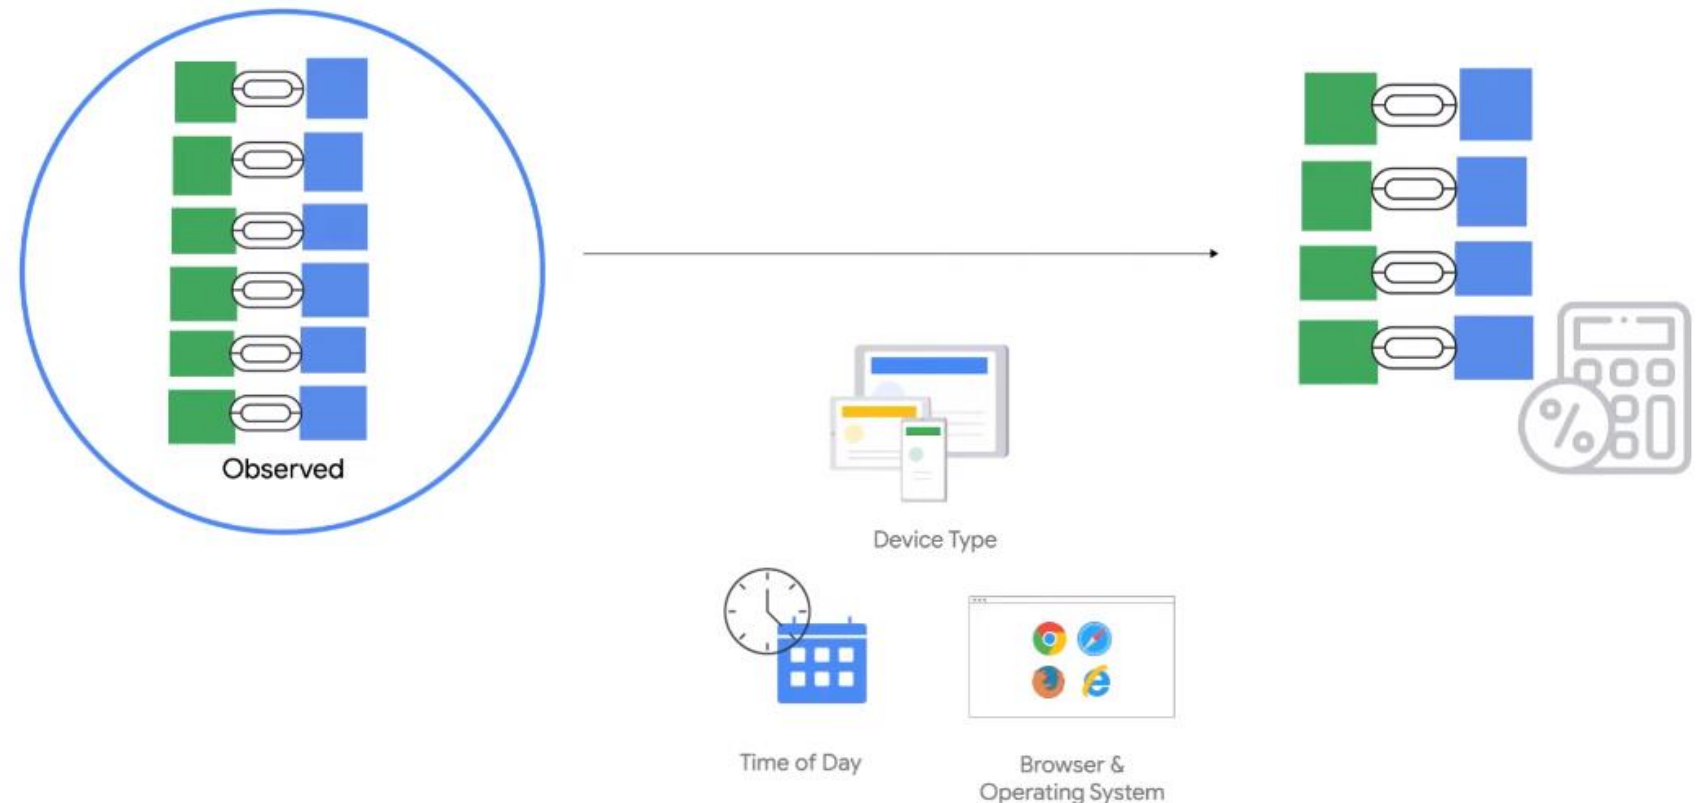 Observed
Device Type
%
Time of Day
Browser &
Operating System